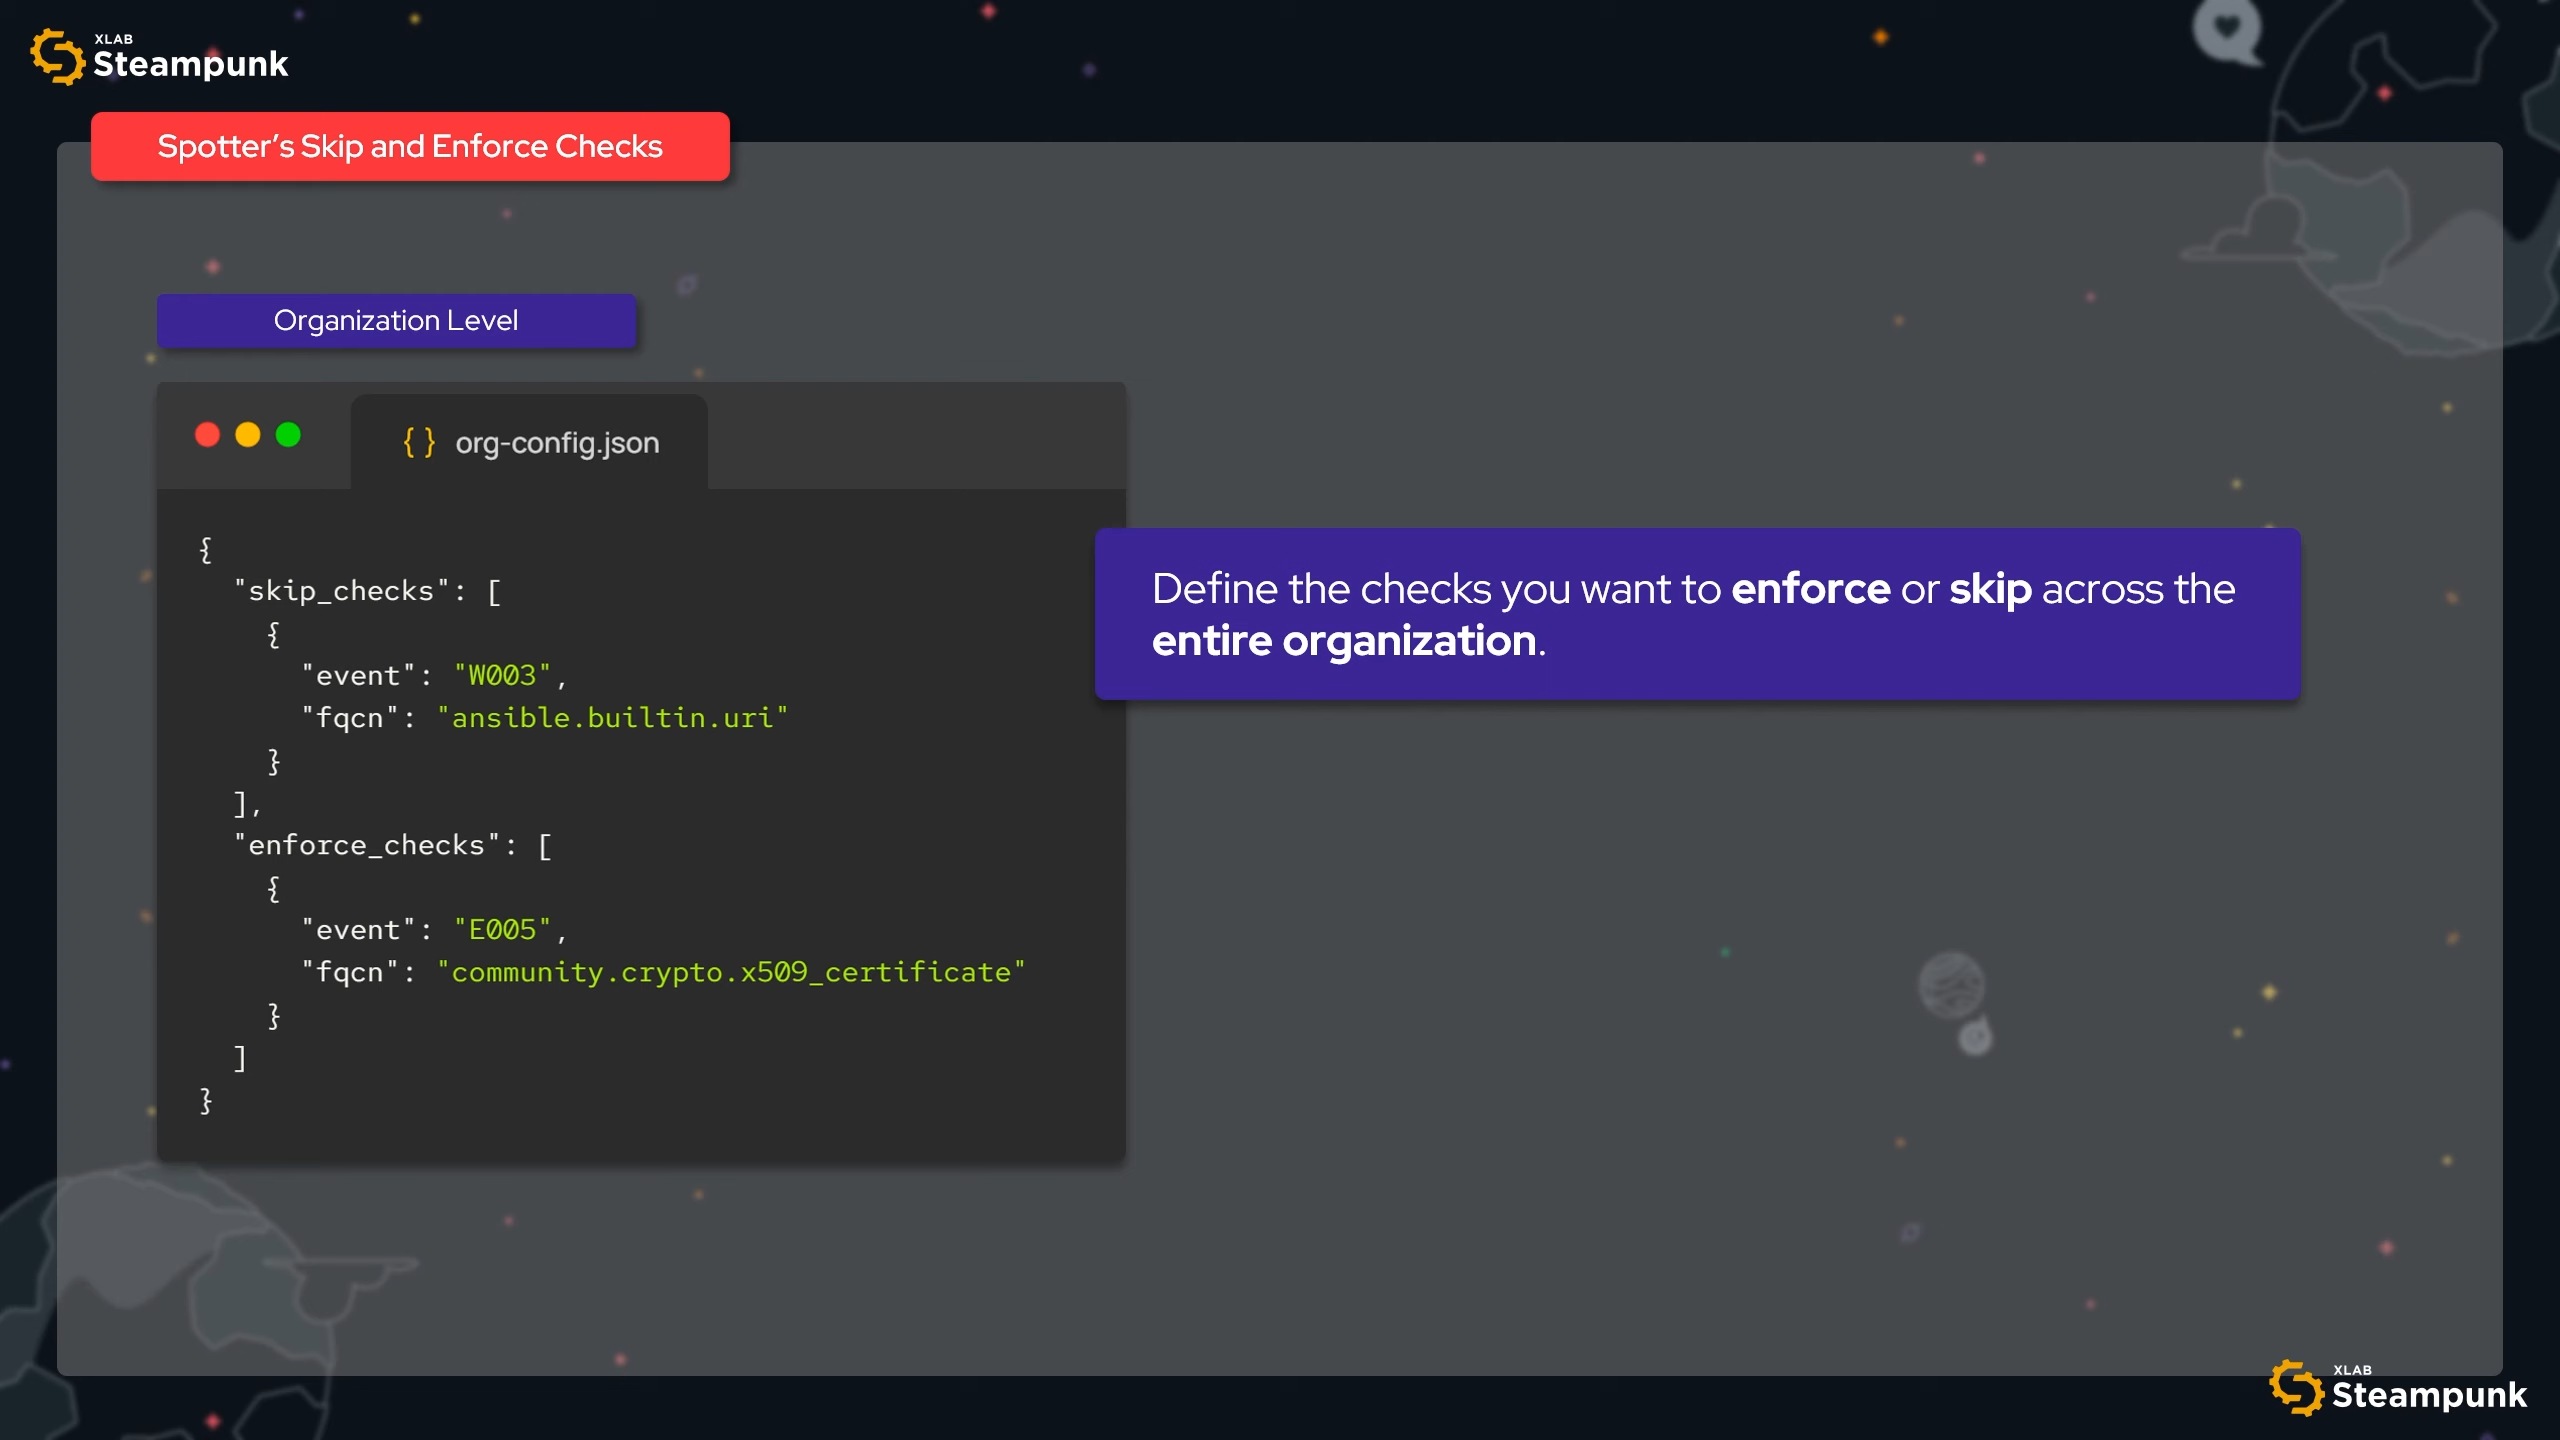 XLAB
Steampunk
Spotter’s Skip and Enforce Checks
Organization Level
{ } org-config.json
{
"skip_checks": [
{
"event": "W003",
"fqcn": "ansible.builtin.uri"
}
],
"enforce_checks": [
{
"event": "E005",
"fqcn": "community.crypto.x509_certificate"
}
]
}
Define the checks you want to enforce or skip across the
entire organization.
XLAB
Steampunk